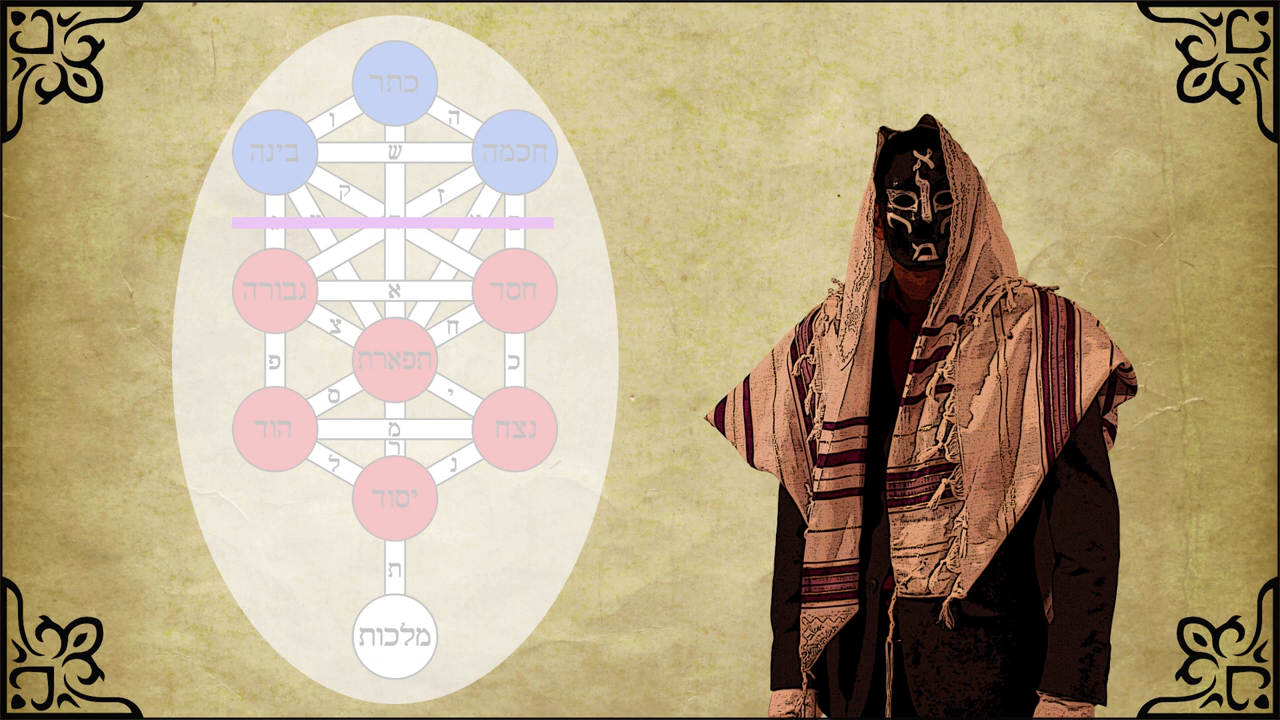 כתר
ה ו
חכמה ש בינה
ז ק
חסד א גבורה
ח צ
כ תפארת פ
י ס
נצח מ הוד
ר
נ ל
יסוד
ת
מלכות